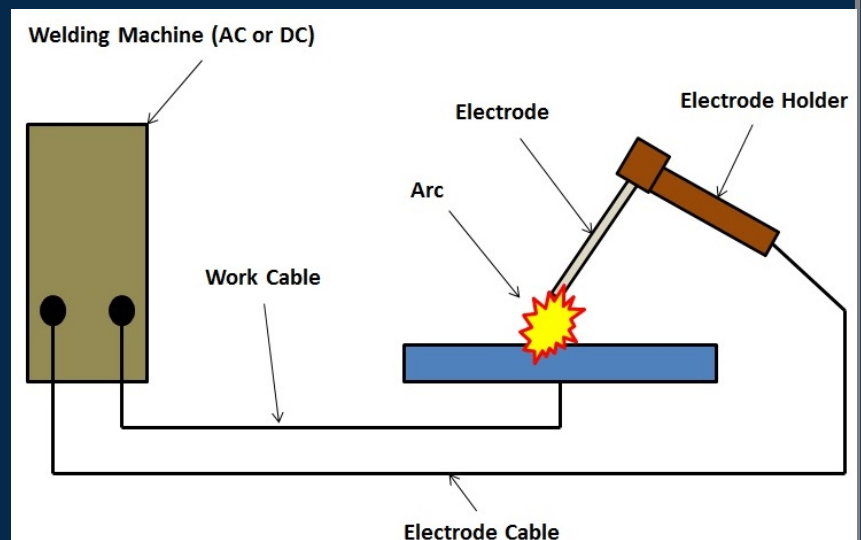 Welding Machine (AC or DC)
Electrode Holder
Electrode
Arc
Work Cable
Electrode Cable